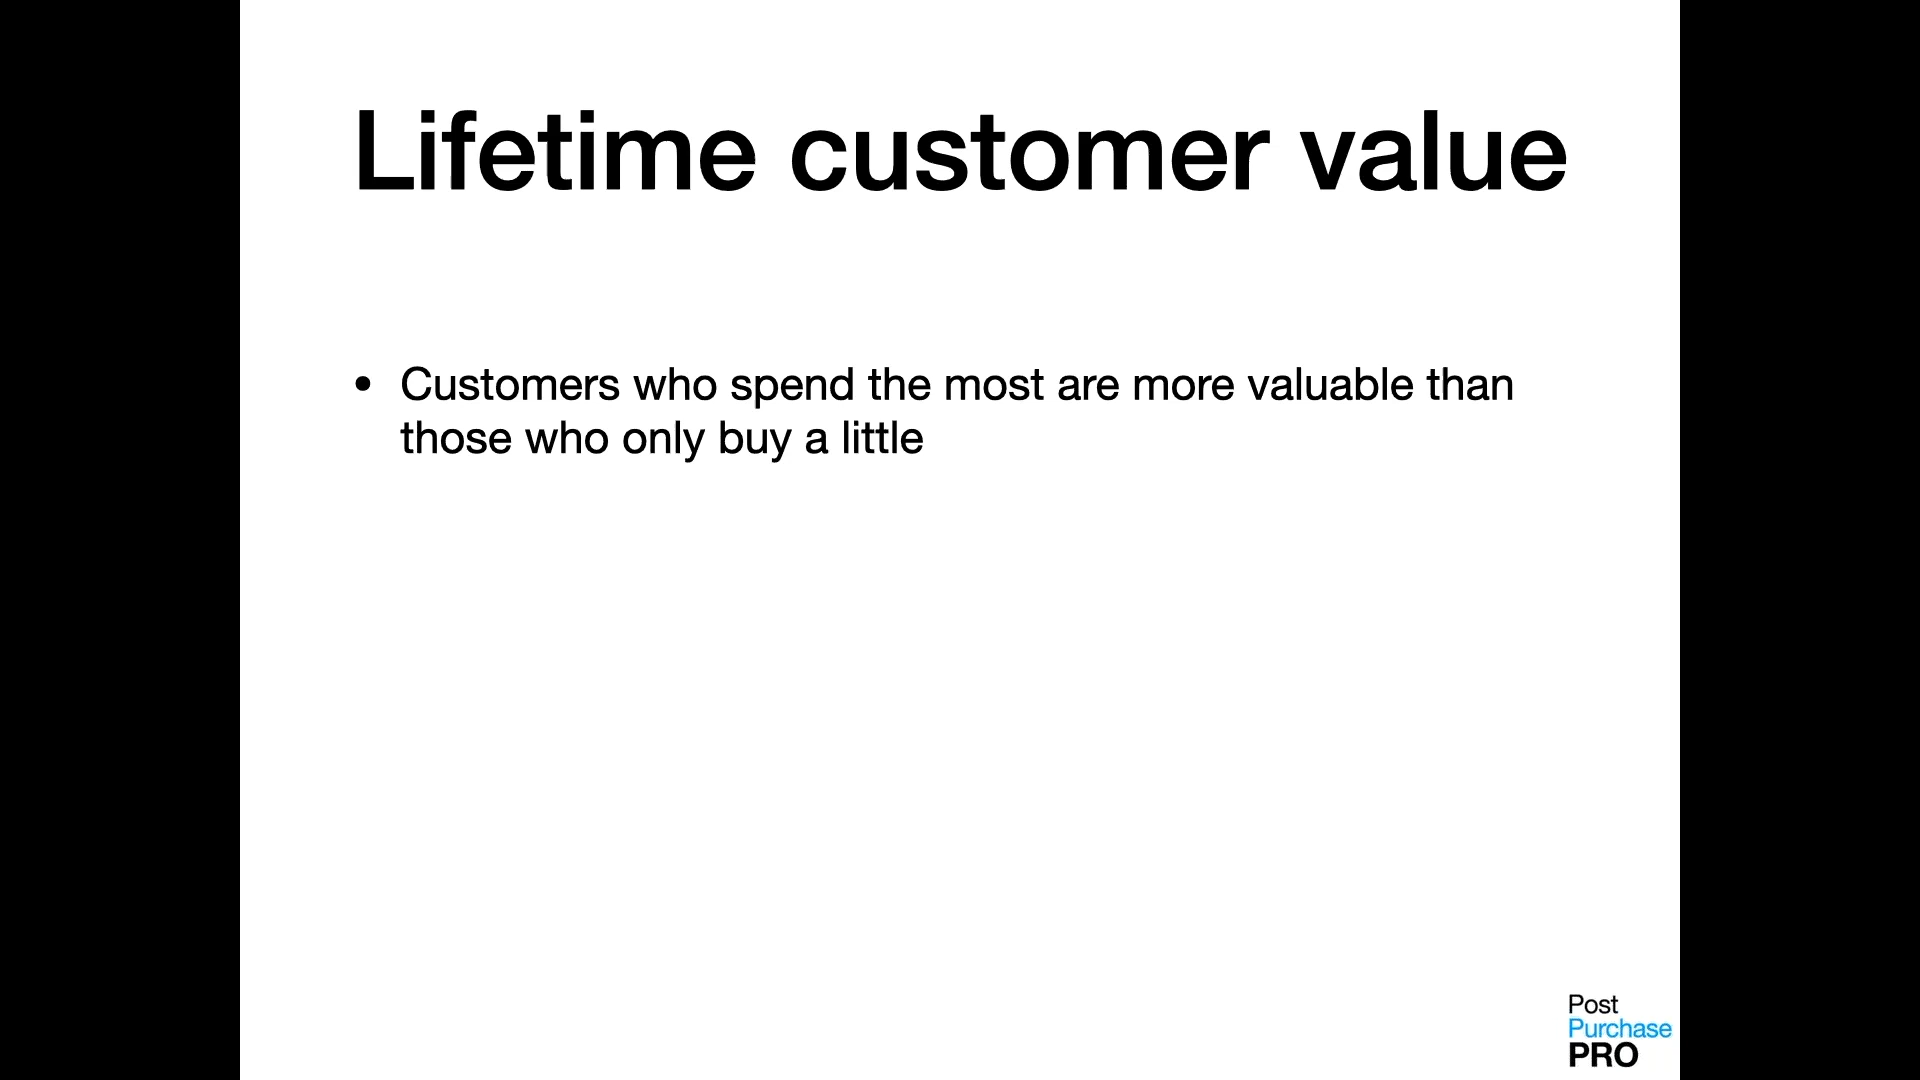 Lifetime customer value
• Customers who spend the most are more valuable than
those who only buy a little
Post
Purchase
PRO